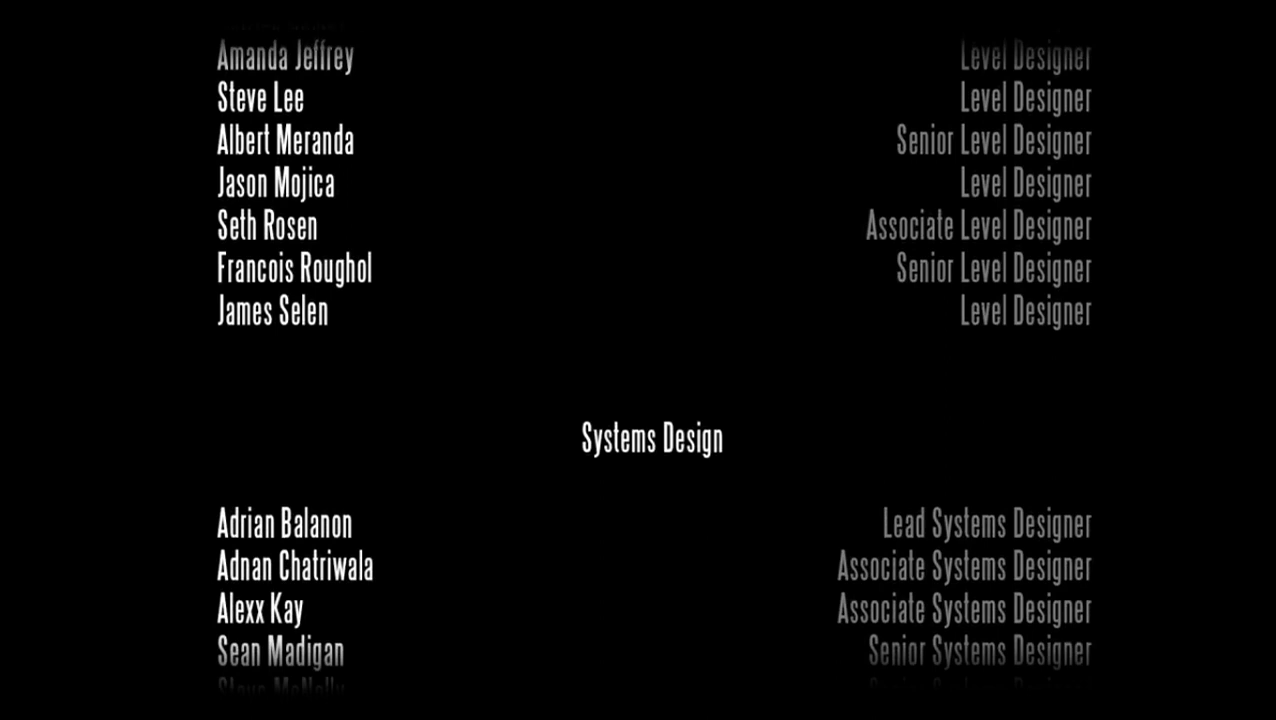 Amanda Jeffrey Level Designer
Steve Lee Level Designer
Albert Meranda Senior Level Designer
Jason Mojica Level Designer
Seth Rosen Associate Level Designer
Francois Roughol Senior Level Designer
James Selen Level Designer
Systems Design
Adrian Balanon Lead Systems Designer
Adnan Chatriwala Associate Systems Designer
Alexx Kay Associate Systems Designer
Sean Madigan Senior Systems Designer